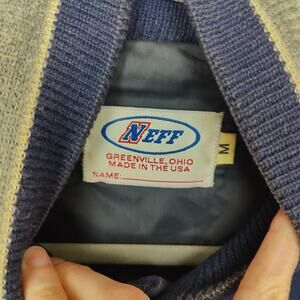 NEFF
GREENVILLE, OHIO
MADE IN THE USA
NAME:
M